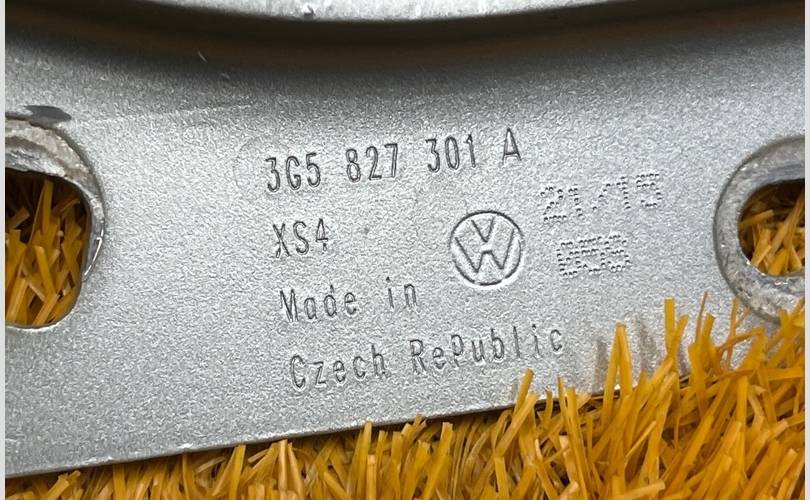 3G5 827 301 A
21/15
XS4
Made in
Czech RePublic